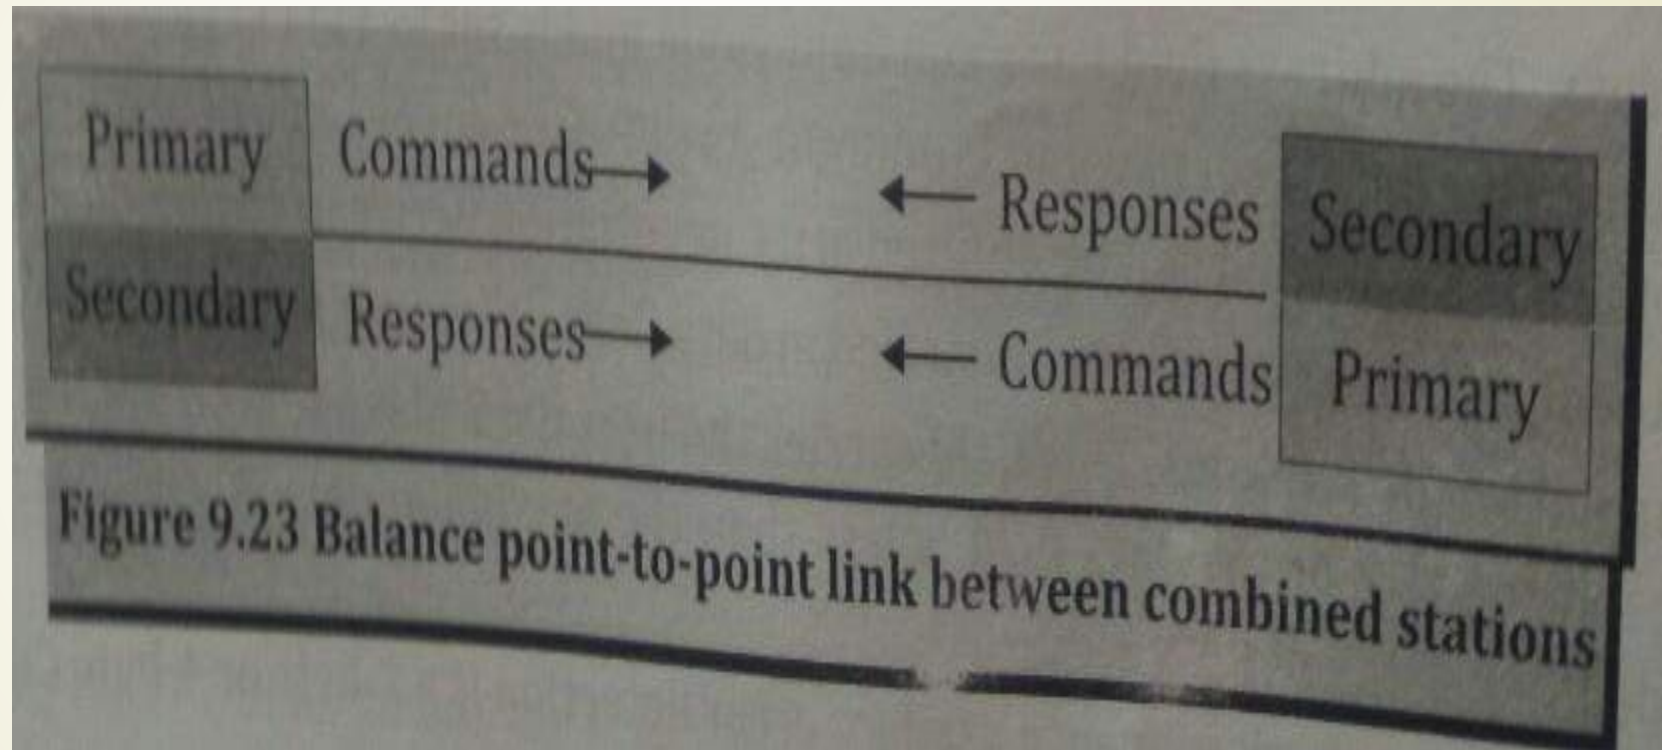 Primary Commands→ ← Responses Secondary
Secondary Responses→ ← Commands Primary
Figure 9.23 Balance point-to-point link between combined stations